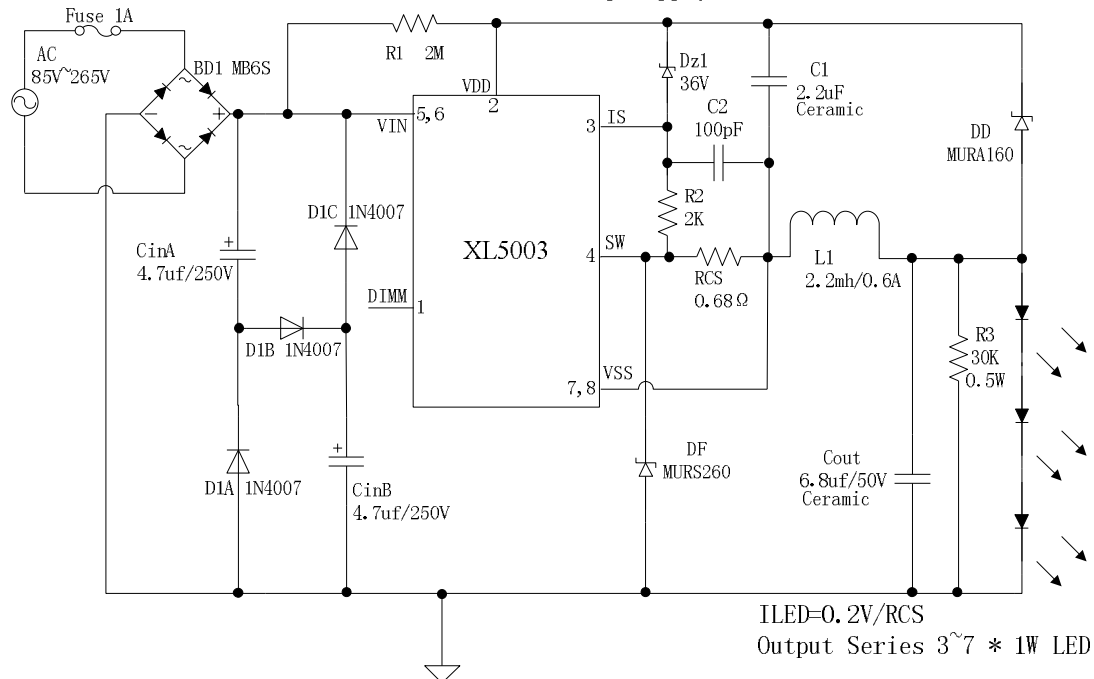 Fuse 1A
AC
85V~265V
BD1 MB6S
~
~
−
+
R1 2M
VDD
2
VIN
5,6
3
IS
Dz1
36V
C2
100pF
C1
2.2uF
Ceramic
DD
MURA160
R2
2K
D1C 1N4007
CinA
4.7uf/250V
XL5003
4
SW
RCS
0.68Ω
L1
2.2mh/0.6A
DIMM
1
D1B 1N4007
R3
30K
0.5W
7,8
VSS
DF
MURS260
Cout
6.8uf/50V
Ceramic
D1A 1N4007
+
+
CinB
4.7uf/250V
ILED=0.2V/RCS
Output Series 3~7 * 1W LED